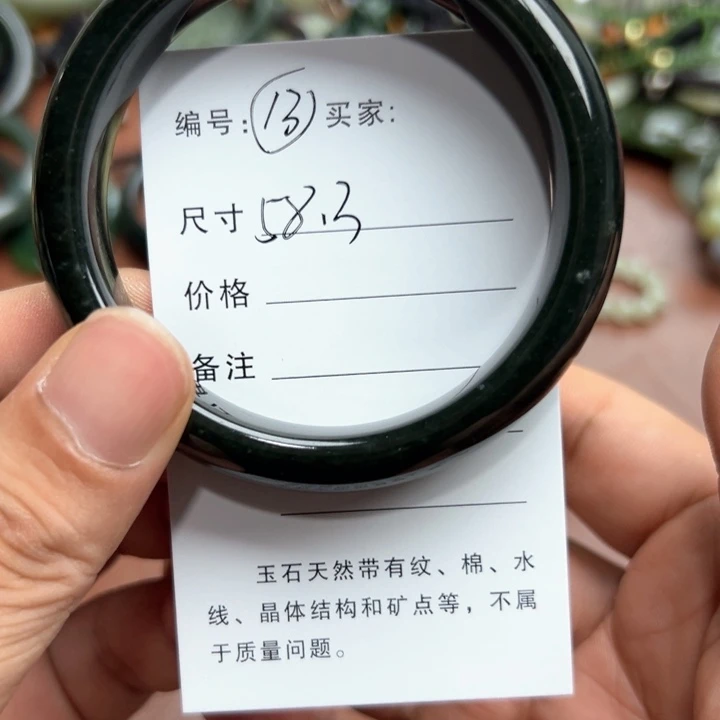 编号: 13 买家:
尺寸 58.3
价格
备注
玉石天然带有纹、棉、水
线、晶体结构和矿点等，不属
于质量问题。